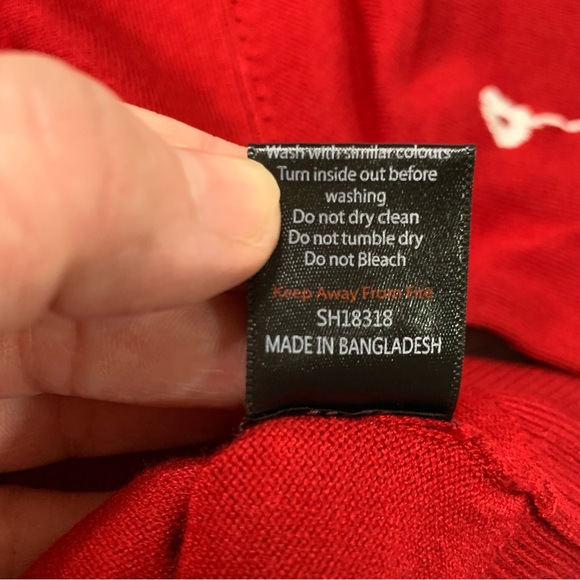 Wash with similar colours
Turn inside out before
washing
Do not dry clean
Do not tumble dry
Do not Bleach
Keep Away From Fire
SH18318
MADE IN BANGLADESH